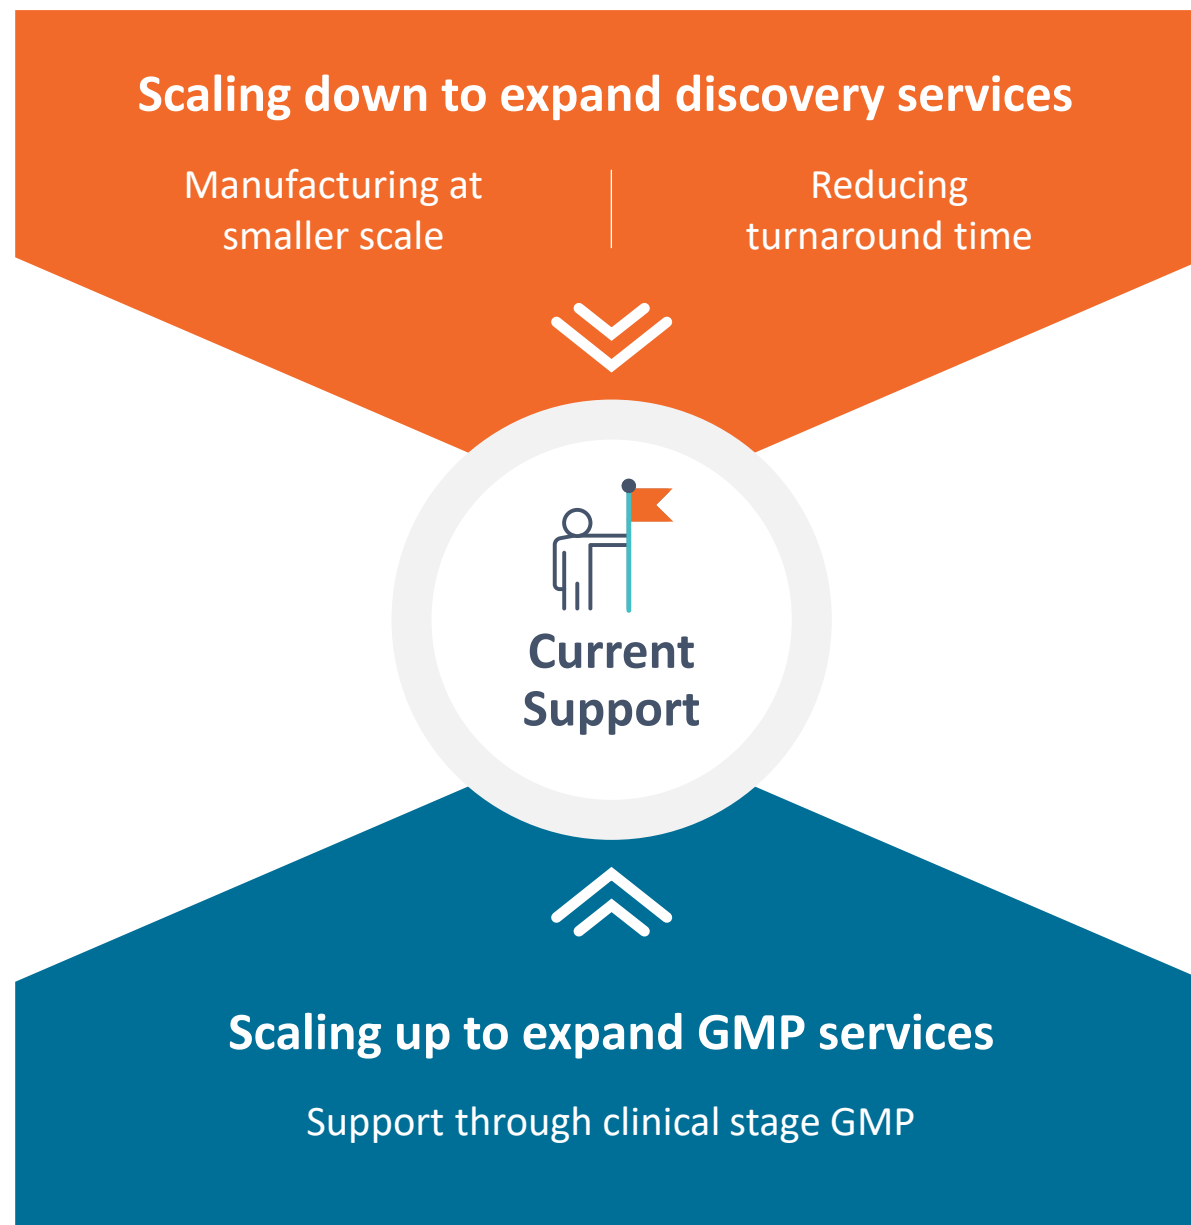 Scaling down to expand discovery services
Manufacturing at
smaller scale
Reducing
turnaround time
Current
Support
Scaling up to expand GMP services
Support through clinical stage GMP